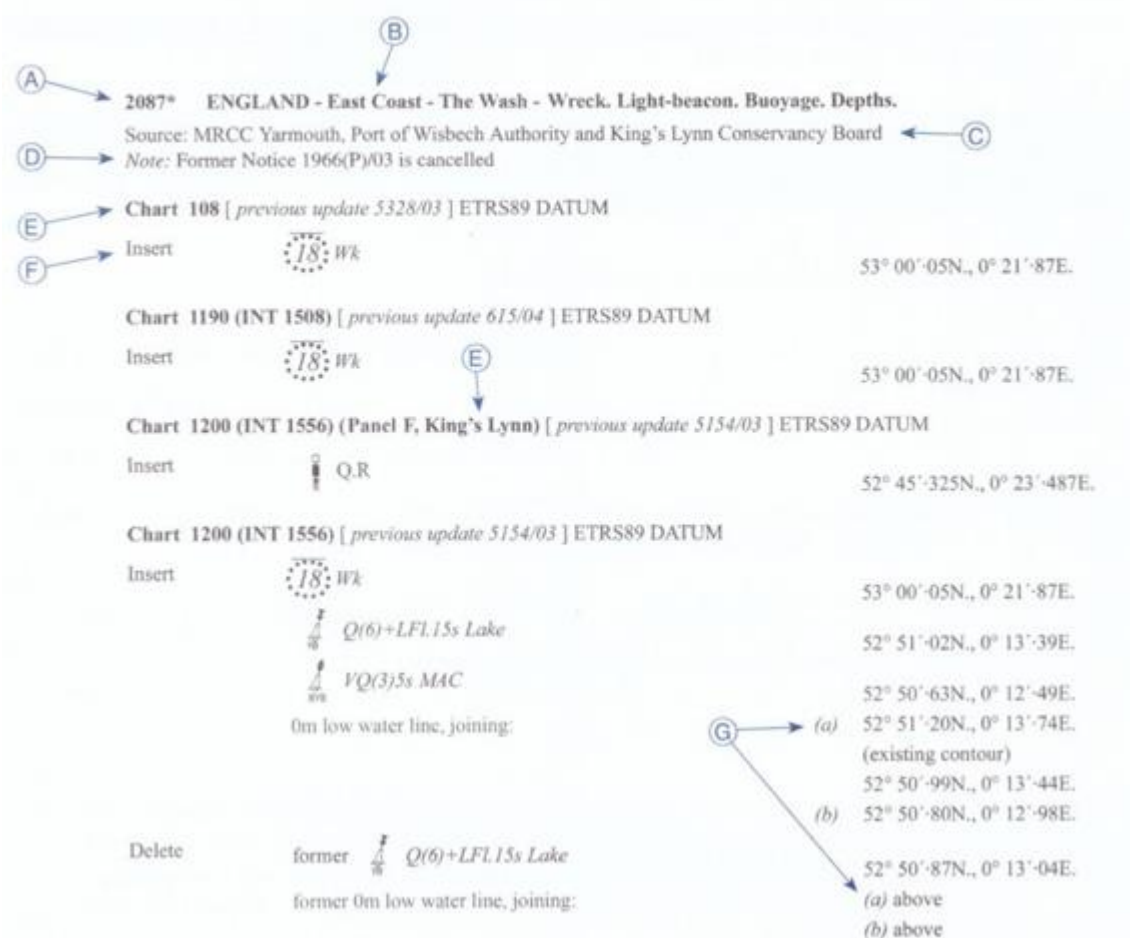 B
A
2087* ENGLAND - East Coast - The Wash - Wreck. Light-beacon. Buoyage. Depths.
Source: MRCC Yarmouth, Port of Wisbech Authority and King's Lynn Conservancy Board C
D Note: Former Notice 1966(P)/03 is cancelled
E Chart 108 [ previous update 5328/03 ] ETRS89 DATUM
F Insert 18 Wk
53° 00´·05N., 0° 21´·87E.
Chart 1190 (INT 1508) [ previous update 615/04 ] ETRS89 DATUM
Insert 18 Wk E
53° 00´·05N., 0° 21´·87E.
Chart 1200 (INT 1556) (Panel F, King's Lynn) [ previous update 5154/03 ] ETRS89 DATUM
Insert Q.R
52° 45´·325N., 0° 23´·487E.
Chart 1200 (INT 1556) [ previous update 5154/03 ] ETRS89 DATUM
Insert 18 Wk
53° 00´·05N., 0° 21´·87E.
Q(6)+LFl.15s Lake
52° 51´·02N., 0° 13´·39E.
VQ(3)5s MAC
52° 50´·63N., 0° 12´·49E.
0m low water line, joining: G (a) 52° 51´·20N., 0° 13´·74E.
(existing contour)
52° 50´·99N., 0° 13´·44E.
(b) 52° 50´·80N., 0° 12´·98E.
Delete former Q(6)+LFl.15s Lake
52° 50´·87N., 0° 13´·04E.
former 0m low water line, joining: (a) above
(b) above